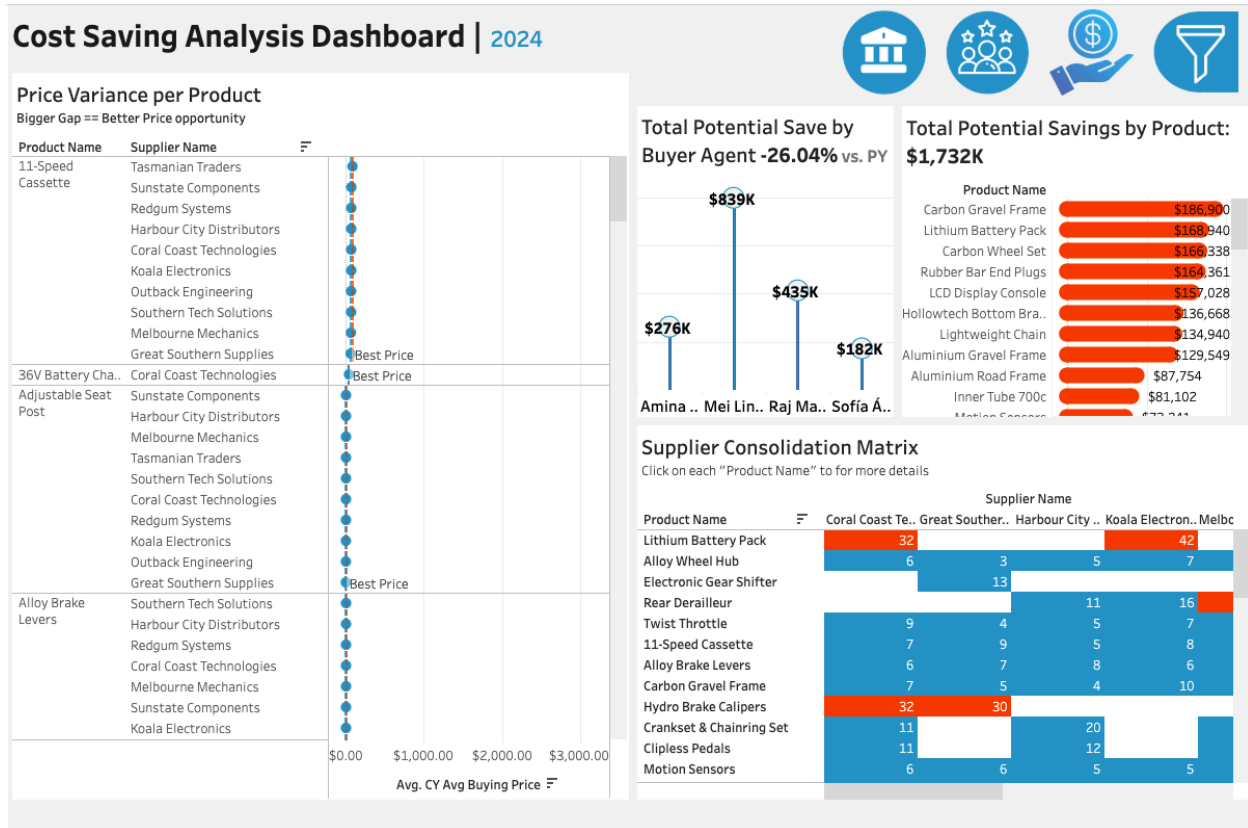 Cost Saving Analysis Dashboard | 2024
Price Variance per Product
Bigger Gap == Better Price opportunity
Product Name Supplier Name
11-Speed Cassette Tasmanian Traders
Sunstate Components
Redgum Systems
Harbour City Distributors
Coral Coast Technologies
Koala Electronics
Outback Engineering
Southern Tech Solutions
Melbourne Mechanics
Great Southern Supplies Best Price
36V Battery Cha.. Coral Coast Technologies Best Price
Adjustable Seat Post Sunstate Components
Harbour City Distributors
Melbourne Mechanics
Tasmanian Traders
Southern Tech Solutions
Coral Coast Technologies
Redgum Systems
Koala Electronics
Outback Engineering
Great Southern Supplies Best Price
Alloy Brake Levers Southern Tech Solutions
Harbour City Distributors
Redgum Systems
Coral Coast Technologies
Melbourne Mechanics
Sunstate Components
Koala Electronics
$0.00 $1,000.00 $2,000.00 $3,000.00
Avg. CY Avg Buying Price
Total Potential Save by
Buyer Agent -26.04% vs. PY
$839K
$435K
$276K
$182K
Amina .. Mei Lin.. Raj Ma.. Sofía Á..
Total Potential Savings by Product:
$1,732K
Product Name
Carbon Gravel Frame $186,900
Lithium Battery Pack $168,940
Carbon Wheel Set $166,338
Rubber Bar End Plugs $164,361
LCD Display Console $157,028
Hollowtech Bottom Bra.. $136,668
Lightweight Chain $134,940
Aluminium Gravel Frame $129,549
Aluminium Road Frame $87,754
Inner Tube 700c $81,102
Motion Sensors
Supplier Consolidation Matrix
Click on each "Product Name" to for more details
Supplier Name
Product Name Coral Coast Te.. Great Souther.. Harbour City .. Koala Electron.. Melbc
Lithium Battery Pack 32 42
Alloy Wheel Hub 6 3 5 7
Electronic Gear Shifter 13
Rear Derailleur 11 16
Twist Throttle 9 4 5 7
11-Speed Cassette 7 9 5 8
Alloy Brake Levers 6 7 8 6
Carbon Gravel Frame 7 5 4 10
Hydro Brake Calipers 32 30
Crankset & Chainring Set 11 20
Clipless Pedals 11 12
Motion Sensors 6 6 5 5